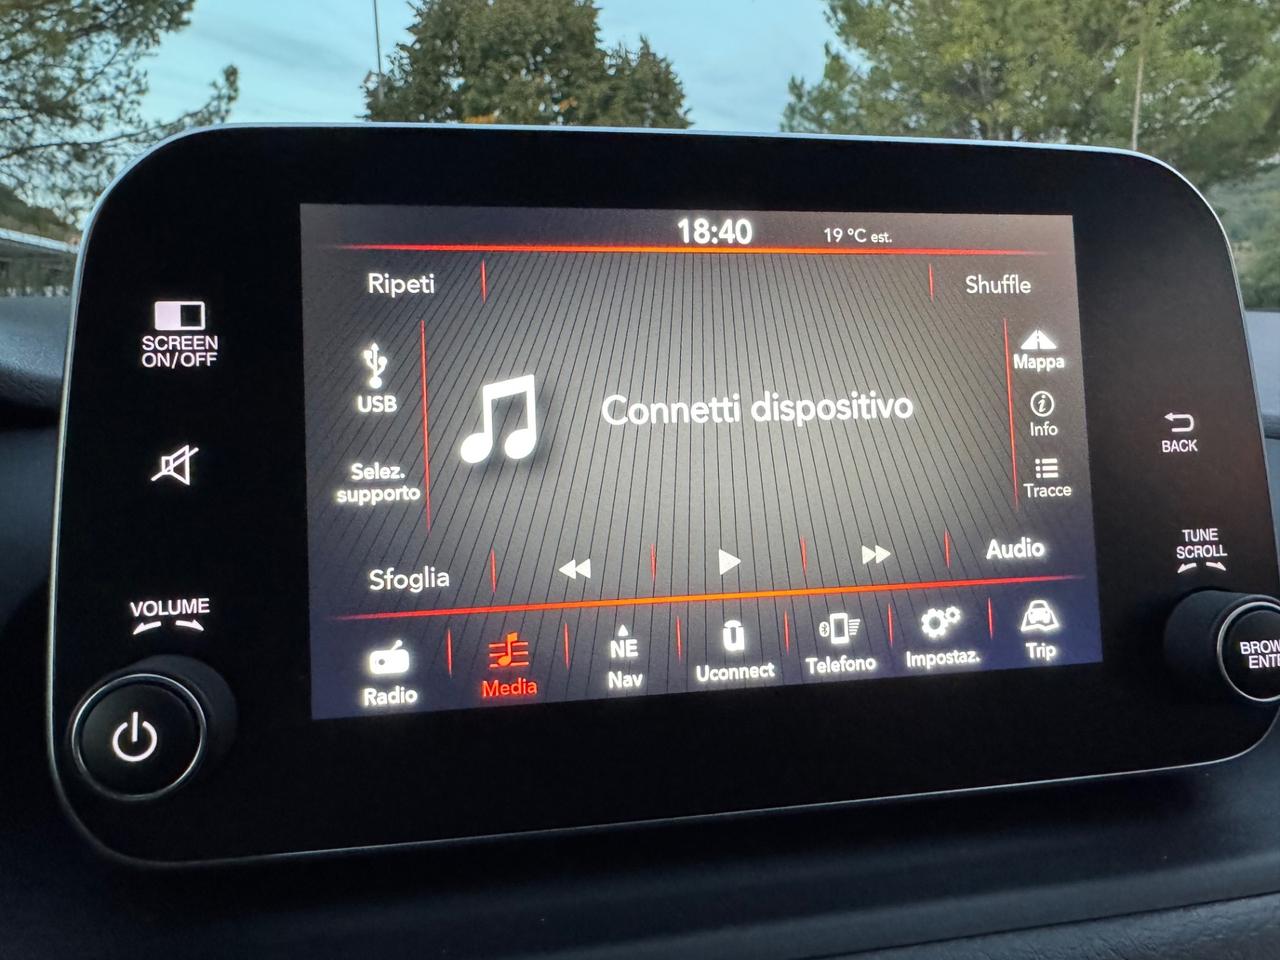 18:40
19 °C est.
Ripeti
Shuffle
SCREEN
ON/OFF
USB
Connetti dispositivo
Mappa
Info
Selez.
supporto
Tracce
BACK
Sfoglia
Audio
TUNE
SCROLL
VOLUME
Radio
Media
NE
Nav
Uconnect
Telefono
Impostaz.
Trip